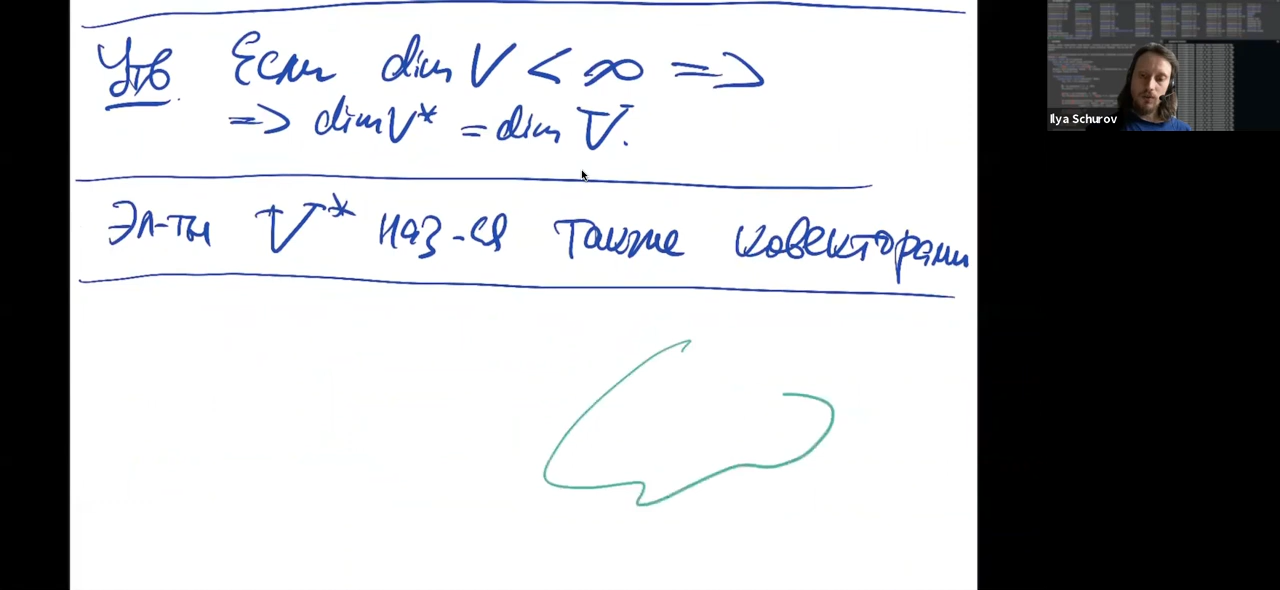 Утв. Если dim V < ∞ =>
=> dim V* = dim V.
Эл-ты V* наз-ся также ковекторами
Ilya Schurov